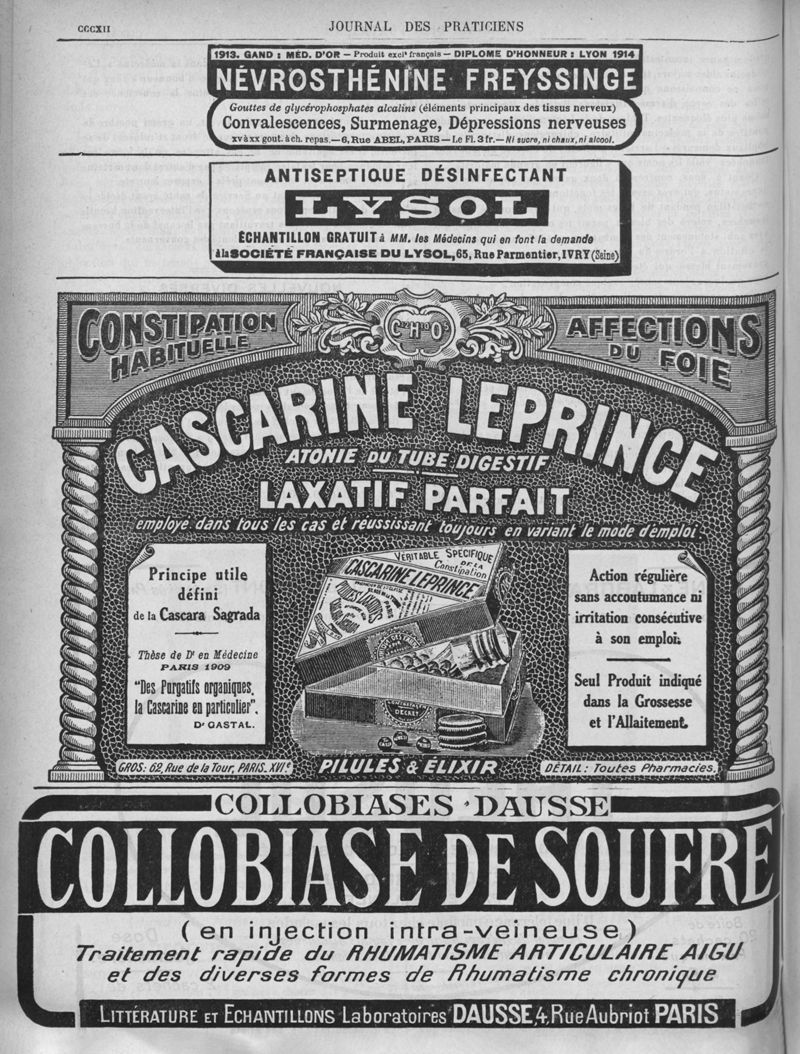 CCCXII
JOURNAL DES PRATICIENS
1913. GAND : MÉD. D'OR – Produit exclt français – DIPLOME D'HONNEUR : LYON 1914
NÉVROSTHÉNINE FREYSSINGE
Gouttes de glycérophosphates alcalins (éléments principaux des tissus nerveux)
Convalescences, Surmenage, Dépressions nerveuses
XV à XX gout. à ch. repas.—6, Rue ABEL, PARIS—Le Fl. 3 fr.—Ni sucre, ni chaux, ni alcool.
ANTISEPTIQUE DÉSINFECTANT
LYSOL
ÉCHANTILLON GRATUIT à MM. les Médecins qui en font la demande
à la SOCIÉTÉ FRANÇAISE DU LYSOL, 65, Rue Parmentier, IVRY (Seine)
CONSTIPATION
HABITUELLE
AFFECTIONS
DU FOIE
CASCARINE LEPRINCE
ATONIE DU TUBE DIGESTIF
LAXATIF PARFAIT
employé dans tous les cas et reussissant toujours en variant le mode d'emploi.
Principe utile
défini
de la Cascara Sagrada
Thèse de Dr en Médecine
PARIS 1909
"Des Purgatifs organiques,
la Cascarine en particulier".
Dr GASTAL.
VÉRITABLE SPÉCIFIQUE
DE LA
Constipation
CASCARINE LEPRINCE
Action régulière
sans accoutumance ni
irritation consécutive
à son emploi.
Seul Produit indiqué
dans la Grossesse
et l'Allaitement.
GROS: 62, Rue de la Tour, PARIS. XVIe
PILULES & ÉLIXIR
DÉTAIL : Toutes Pharmacies.
COLLOBIASES DAUSSE
COLLOBIASE DE SOUFRE
(en injection intra-veineuse)
Traitement rapide du RHUMATISME ARTICULAIRE AIGU
et des diverses formes de Rhumatisme chronique
LITTÉRATURE ET ECHANTILLONS Laboratoires DAUSSE, 4, Rue Aubriot PARIS